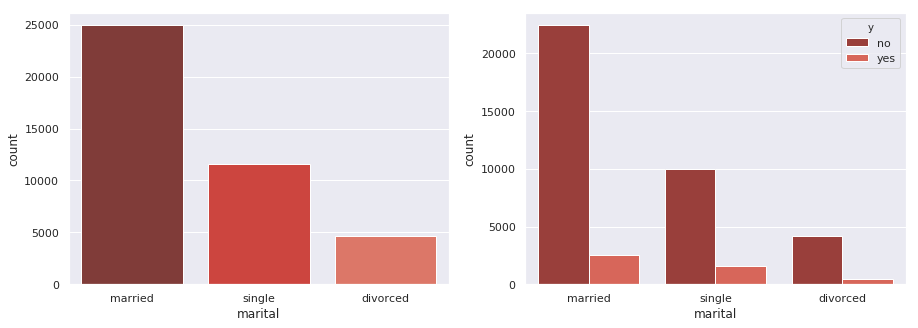 25000
20000
15000
10000
5000
0
count
married single divorced
marital
20000
15000
10000
5000
0
count
married single divorced
marital
y
no
yes